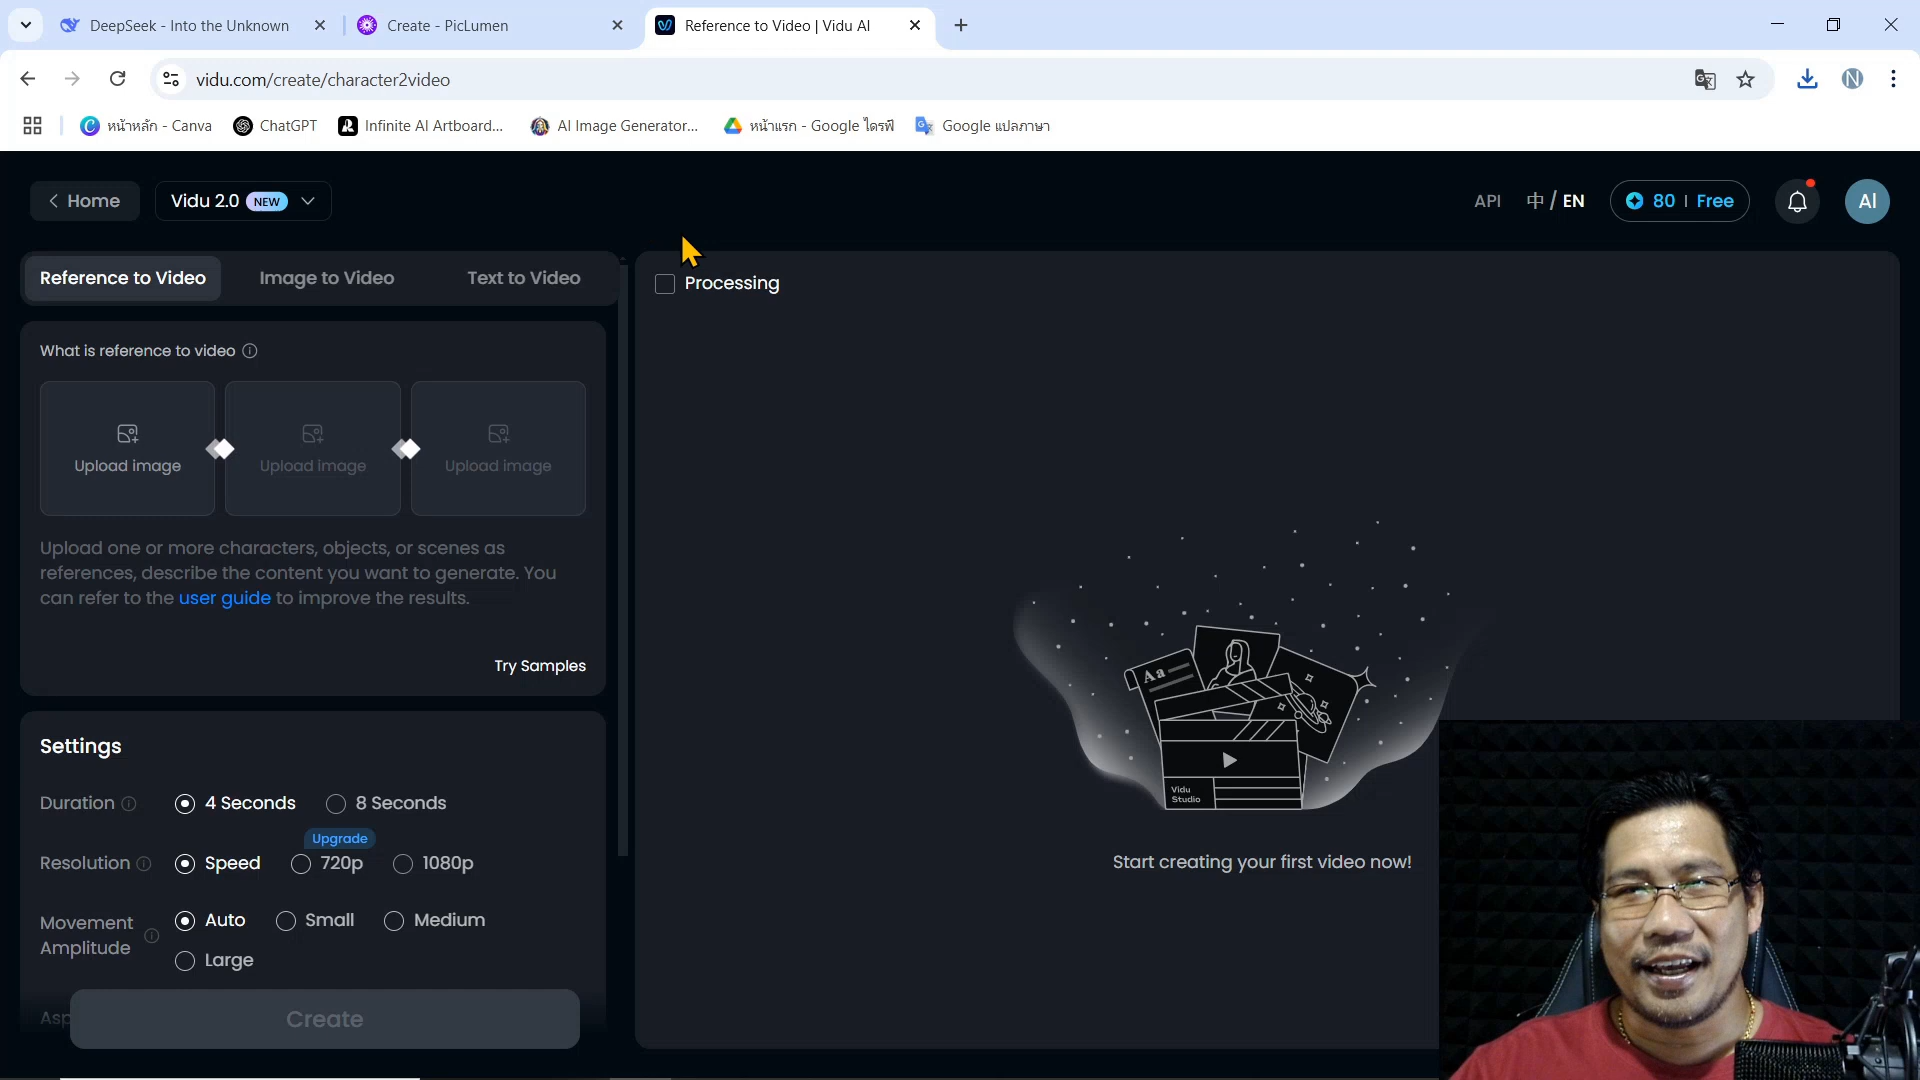 DeepSeek - Into the Unknown
Create - PicLumen
Reference to Video | Vidu AI
vidu.com/create/character2video
N
หน้าหลัก - Canva
ChatGPT
Infinite AI Artboard...
AI Image Generator...
หน้าแรก - Google ไดรฟ์
Google แปลภาษา
Home
Vidu 2.0 NEW
API
中 / EN
80 | Free
AI
Reference to Video
Image to Video
Text to Video
Processing
What is reference to video
Upload image
Upload image
Upload image
Upload one or more characters, objects, or scenes as
references, describe the content you want to generate. You
can refer to the user guide to improve the results.
Try Samples
Settings
Duration
4 Seconds
8 Seconds
Upgrade
Resolution
Speed
720p
1080p
Movement
Amplitude
Auto
Small
Medium
Large
Asp
Create
Aa
Vidu
Studio
Start creating your first video now!